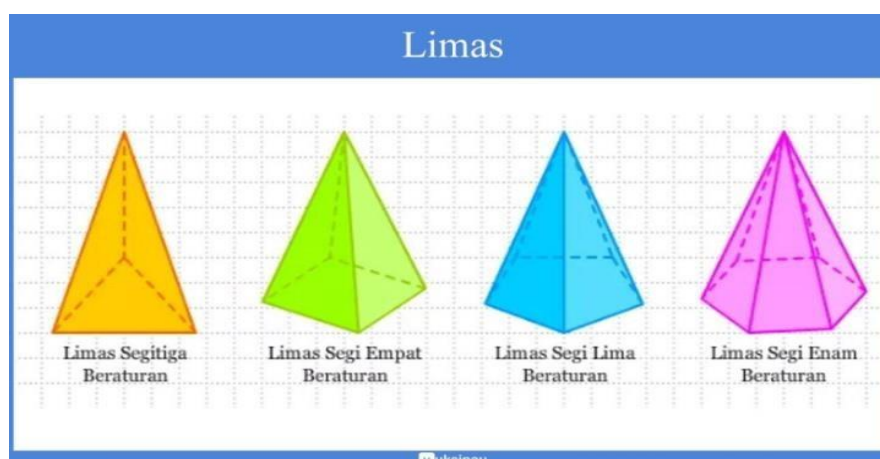 Limas
Limas Segitiga
Beraturan
Limas Segi Empat
Beraturan
Limas Segi Lima
Beraturan
Limas Segi Enam
Beraturan